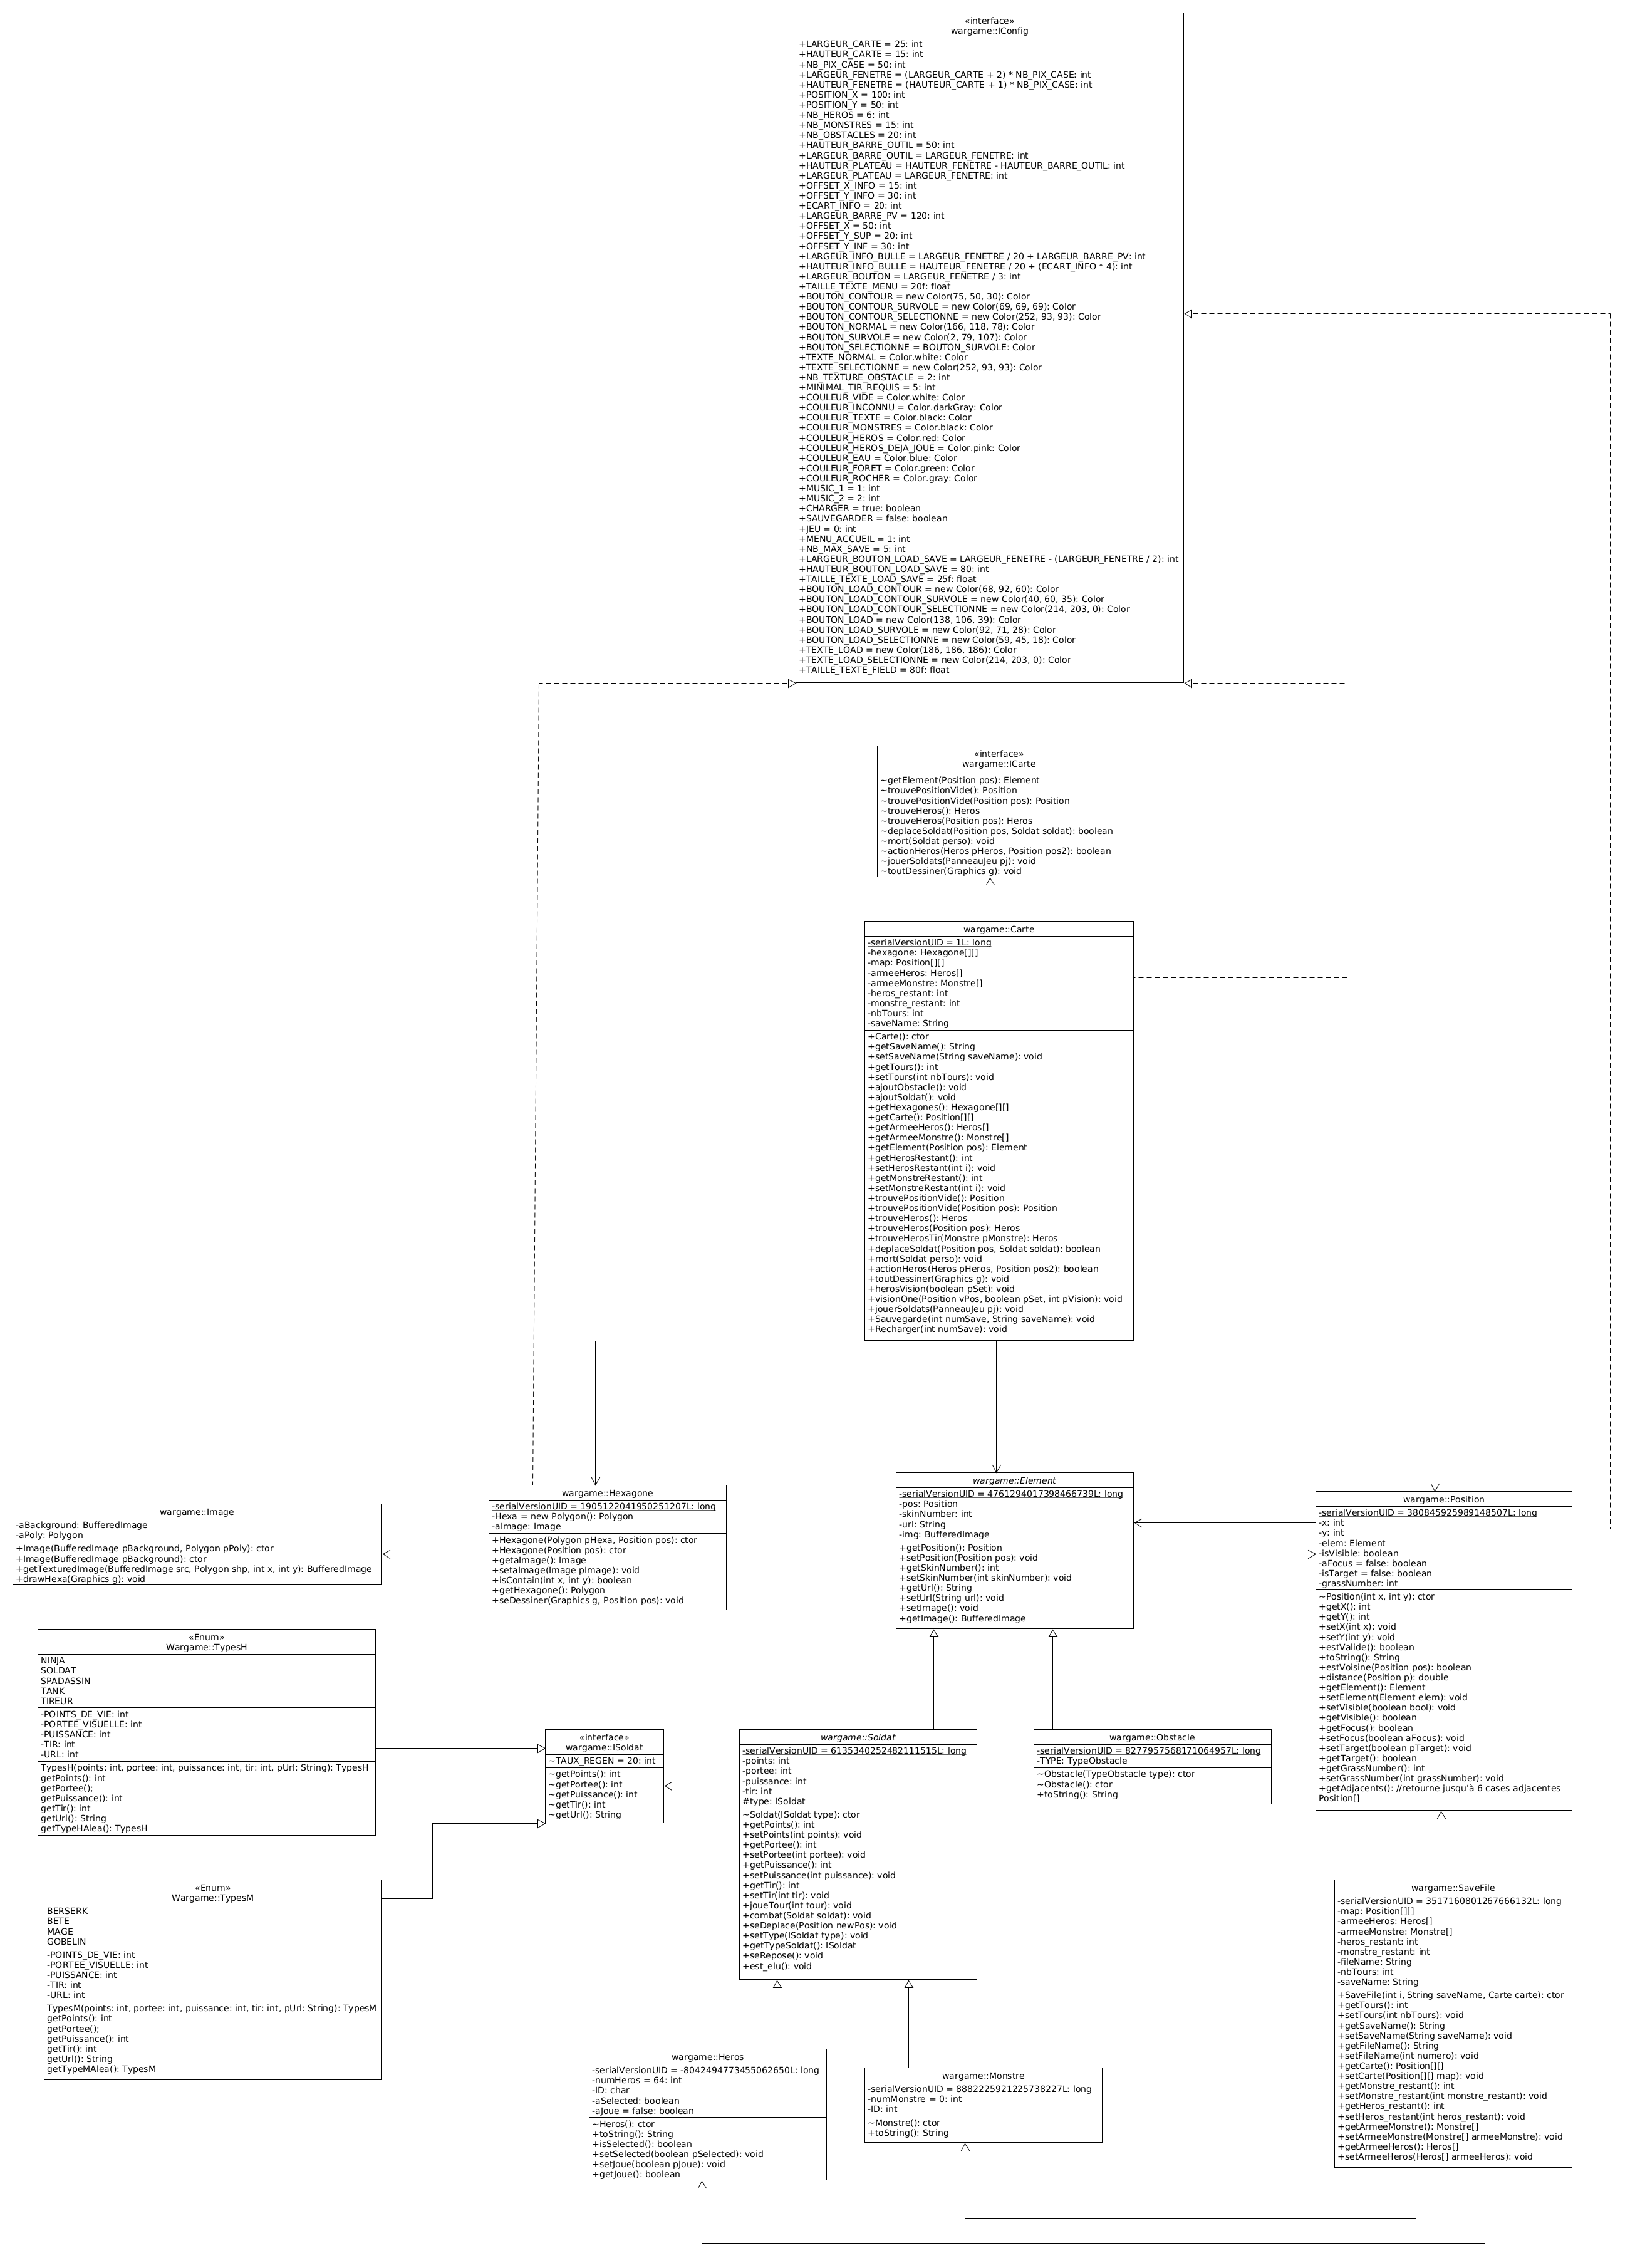 «interface»
wargame::IConfig
+LARGEUR_CARTE = 25: int
+HAUTEUR_CARTE = 15: int
+NB_PIX_CASE = 50: int
+LARGEUR_FENETRE = (LARGEUR_CARTE + 2) * NB_PIX_CASE: int
+HAUTEUR_FENETRE = (HAUTEUR_CARTE + 1) * NB_PIX_CASE: int
+POSITION_X = 100: int
+POSITION_Y = 50: int
+NB_HEROS = 6: int
+NB_MONSTRES = 15: int
+NB_OBSTACLES = 20: int
+HAUTEUR_BARRE_OUTIL = 50: int
+LARGEUR_BARRE_OUTIL = LARGEUR_FENETRE: int
+HAUTEUR_PLATEAU = HAUTEUR_FENETRE - HAUTEUR_BARRE_OUTIL: int
+LARGEUR_PLATEAU = LARGEUR_FENETRE: int
+OFFSET_X_INFO = 15: int
+OFFSET_Y_INFO = 30: int
+ECART_INFO = 20: int
+LARGEUR_BARRE_PV = 120: int
+OFFSET_X = 50: int
+OFFSET_Y_SUP = 20: int
+OFFSET_Y_INF = 30: int
+LARGEUR_INFO_BULLE = LARGEUR_FENETRE / 20 + LARGEUR_BARRE_PV: int
+HAUTEUR_INFO_BULLE = HAUTEUR_FENETRE / 20 + (ECART_INFO * 4): int
+LARGEUR_BOUTON = LARGEUR_FENETRE / 3: int
+TAILLE_TEXTE_MENU = 20f: float
+BOUTON_CONTOUR = new Color(75, 50, 30): Color
+BOUTON_CONTOUR_SURVOLE = new Color(69, 69, 69): Color
+BOUTON_CONTOUR_SELECTIONNE = new Color(252, 93, 93): Color
+BOUTON_NORMAL = new Color(166, 118, 78): Color
+BOUTON_SURVOLE = new Color(2, 79, 107): Color
+BOUTON_SELECTIONNE = BOUTON_SURVOLE: Color
+TEXTE_NORMAL = Color.white: Color
+TEXTE_SELECTIONNE = new Color(252, 93, 93): Color
+NB_TEXTURE_OBSTACLE = 2: int
+MINIMAL_TIR_REQUIS = 5: int
+COULEUR_VIDE = Color.white: Color
+COULEUR_INCONNU = Color.darkGray: Color
+COULEUR_TEXTE = Color.black: Color
+COULEUR_MONSTRES = Color.black: Color
+COULEUR_HEROS = Color.red: Color
+COULEUR_HEROS_DEJA_JOUE = Color.pink: Color
+COULEUR_EAU = Color.blue: Color
+COULEUR_FORET = Color.green: Color
+COULEUR_ROCHER = Color.gray: Color
+MUSIC_1 = 1: int
+MUSIC_2 = 2: int
+CHARGER = true: boolean
+SAUVEGARDER = false: boolean
+JEU = 0: int
+MENU_ACCUEIL = 1: int
+NB_MAX_SAVE = 5: int
+LARGEUR_BOUTON_LOAD_SAVE = LARGEUR_FENETRE - (LARGEUR_FENETRE / 2): int
+HAUTEUR_BOUTON_LOAD_SAVE = 80: int
+TAILLE_TEXTE_LOAD_SAVE = 25f: float
+BOUTON_LOAD_CONTOUR = new Color(68, 92, 60): Color
+BOUTON_LOAD_CONTOUR_SURVOLE = new Color(40, 60, 35): Color
+BOUTON_LOAD_CONTOUR_SELECTIONNE = new Color(214, 203, 0): Color
+BOUTON_LOAD = new Color(138, 106, 39): Color
+BOUTON_LOAD_SURVOLE = new Color(92, 71, 28): Color
+BOUTON_LOAD_SELECTIONNE = new Color(59, 45, 18): Color
+TEXTE_LOAD = new Color(186, 186, 186): Color
+TEXTE_LOAD_SELECTIONNE = new Color(214, 203, 0): Color
+TAILLE_TEXTE_FIELD = 80f: float
«interface»
wargame::ICarte
~getElement(Position pos): Element
~trouvePositionVide(): Position
~trouvePositionVide(Position pos): Position
~trouveHeros(): Heros
~trouveHeros(Position pos): Heros
~deplaceSoldat(Position pos, Soldat soldat): boolean
~mort(Soldat perso): void
~actionHeros(Heros pHeros, Position pos2): boolean
~jouerSoldats(PanneauJeu pj): void
~toutDessiner(Graphics g): void
wargame::Carte
-serialVersionUID = 1L: long
-hexagone: Hexagone[][]
-map: Position[][]
-armeeHeros: Heros[]
-armeeMonstre: Monstre[]
-heros_restant: int
-monstre_restant: int
-nbTours: int
-saveName: String
+Carte(): ctor
+getSaveName(): String
+setSaveName(String saveName): void
+getTours(): int
+setTours(int nbTours): void
+ajoutObstacle(): void
+ajoutSoldat(): void
+getHexagones(): Hexagone[][]
+getCarte(): Position[][]
+getArmeeHeros(): Heros[]
+getArmeeMonstre(): Monstre[]
+getElement(Position pos): Element
+getHerosRestant(): int
+setHerosRestant(int i): void
+getMonstreRestant(): int
+setMonstreRestant(int i): void
+trouvePositionVide(): Position
+trouvePositionVide(Position pos): Position
+trouveHeros(): Heros
+trouveHeros(Position pos): Heros
+trouveHerosTir(Monstre pMonstre): Heros
+deplaceSoldat(Position pos, Soldat soldat): boolean
+mort(Soldat perso): void
+actionHeros(Heros pHeros, Position pos2): boolean
+toutDessiner(Graphics g): void
+herosVision(boolean pSet): void
+visionOne(Position vPos, boolean pSet, int pVision): void
+jouerSoldats(PanneauJeu pj): void
+Sauvegarde(int numSave, String saveName): void
+Recharger(int numSave): void
wargame::Image
-aBackground: BufferedImage
-aPoly: Polygon
+Image(BufferedImage pBackground, Polygon pPoly): ctor
+Image(BufferedImage pBackground): ctor
+getTexturedImage(BufferedImage src, Polygon shp, int x, int y): BufferedImage
+drawHexa(Graphics g): void
wargame::Hexagone
-serialVersionUID = 1905122041950251207L: long
-Hexa = new Polygon(): Polygon
-aImage: Image
+Hexagone(Polygon pHexa, Position pos): ctor
+Hexagone(Position pos): ctor
+getaImage(): Image
+setaImage(Image pImage): void
+isContain(int x, int y): boolean
+getHexagone(): Polygon
+seDessiner(Graphics g, Position pos): void
wargame::Element
-serialVersionUID = 4761294017398466739L: long
-pos: Position
-skinNumber: int
-url: String
-img: BufferedImage
+getPosition(): Position
+setPosition(Position pos): void
+getSkinNumber(): int
+setSkinNumber(int skinNumber): void
+getUrl(): String
+setUrl(String url): void
+setImage(): void
+getImage(): BufferedImage
wargame::Position
-serialVersionUID = 380845925989148507L: long
-x: int
-y: int
-elem: Element
-isVisible: boolean
-aFocus = false: boolean
-isTarget = false: boolean
-grassNumber: int
~Position(int x, int y): ctor
+getX(): int
+getY(): int
+setX(int x): void
+setY(int y): void
+estValide(): boolean
+toString(): String
+estVoisine(Position pos): boolean
+distance(Position p): double
+getElement(): Element
+setElement(Element elem): void
+setVisible(boolean bool): void
+getVisible(): boolean
+getFocus(): boolean
+setFocus(boolean aFocus): void
+setTarget(boolean pTarget): void
+getTarget(): boolean
+getGrassNumber(): int
+setGrassNumber(int grassNumber): void
+getAdjacents(): //retourne jusqu'à 6 cases adjacentes
Position[]
«Enum»
Wargame::TypesH
NINJA
SOLDAT
SPADASSIN
TANK
TIREUR
-POINTS_DE_VIE: int
-PORTEE_VISUELLE: int
-PUISSANCE: int
-TIR: int
-URL: int
TypesH(points: int, portee: int, puissance: int, tir: int, pUrl: String): TypesH
getPoints(): int
getPortee();
getPuissance(): int
getTir(): int
getUrl(): String
getTypeHAlea(): TypesH
«interface»
wargame::ISoldat
~TAUX_REGEN = 20: int
~getPoints(): int
~getPortee(): int
~getPuissance(): int
~getTir(): int
~getUrl(): String
wargame::Soldat
-serialVersionUID = 6135340252482111515L: long
-points: int
-portee: int
-puissance: int
-tir: int
#type: ISoldat
~Soldat(ISoldat type): ctor
+getPoints(): int
+setPoints(int points): void
+getPortee(): int
+setPortee(int portee): void
+getPuissance(): int
+setPuissance(int puissance): void
+getTir(): int
+setTir(int tir): void
+joueTour(int tour): void
+combat(Soldat soldat): void
+seDeplace(Position newPos): void
+setType(ISoldat type): void
+getTypeSoldat(): ISoldat
+seRepose(): void
+est_elu(): void
wargame::Obstacle
-serialVersionUID = 8277957568171064957L: long
-TYPE: TypeObstacle
~Obstacle(TypeObstacle type): ctor
~Obstacle(): ctor
+toString(): String
«Enum»
Wargame::TypesM
BERSERK
BETE
MAGE
GOBELIN
-POINTS_DE_VIE: int
-PORTEE_VISUELLE: int
-PUISSANCE: int
-TIR: int
-URL: int
TypesM(points: int, portee: int, puissance: int, tir: int, pUrl: String): TypesM
getPoints(): int
getPortee();
getPuissance(): int
getTir(): int
getUrl(): String
getTypeMAlea(): TypesM
wargame::SaveFile
-serialVersionUID = 3517160801267666132L: long
-map: Position[][]
-armeeHeros: Heros[]
-armeeMonstre: Monstre[]
-heros_restant: int
-monstre_restant: int
-fileName: String
-nbTours: int
-saveName: String
+SaveFile(int i, String saveName, Carte carte): ctor
+getTours(): int
+setTours(int nbTours): void
+getSaveName(): String
+setSaveName(String saveName): void
+getFileName(): String
+setFileName(int numero): void
+getCarte(): Position[][]
+setCarte(Position[][] map): void
+getMonstre_restant(): int
+setMonstre_restant(int monstre_restant): void
+getHeros_restant(): int
+setHeros_restant(int heros_restant): void
+getArmeeMonstre(): Monstre[]
+setArmeeMonstre(Monstre[] armeeMonstre): void
+getArmeeHeros(): Heros[]
+setArmeeHeros(Heros[] armeeHeros): void
wargame::Heros
-serialVersionUID = -8042494773455062650L: long
-numHeros = 64: int
-ID: char
-aSelected: boolean
-aJoue = false: boolean
~Heros(): ctor
+toString(): String
+isSelected(): boolean
+setSelected(boolean pSelected): void
+setJoue(boolean pJoue): void
+getJoue(): boolean
wargame::Monstre
-serialVersionUID = 8882225921225738227L: long
-numMonstre = 0: int
-ID: int
~Monstre(): ctor
+toString(): String